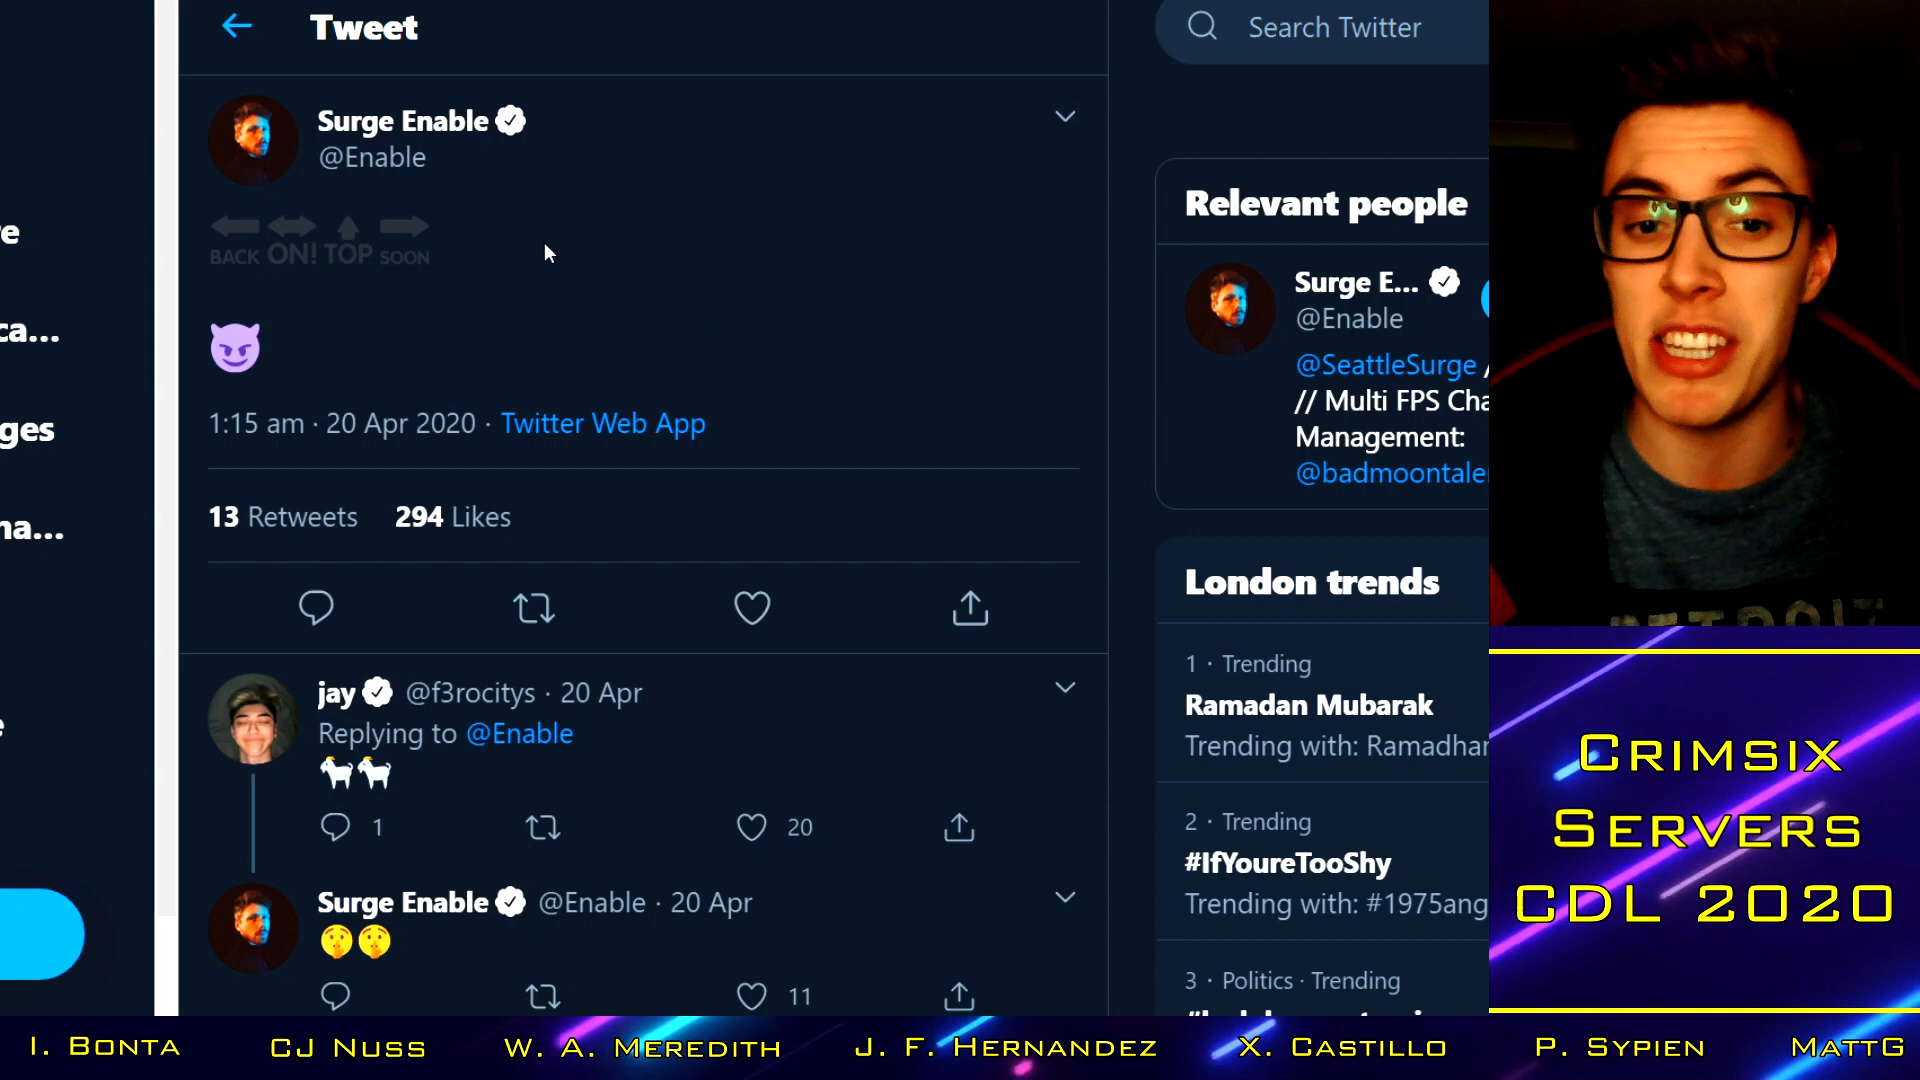 Tweet
Search Twitter
Surge Enable
@Enable
BACK ON! TOP SOON
1:15 am · 20 Apr 2020 · Twitter Web App
13 Retweets 294 Likes
jay @f3rocitys · 20 Apr
Replying to @Enable
1
20
Surge Enable @Enable · 20 Apr
11
re
ca...
ges
na...
e
Relevant people
Surge E...
@Enable
@SeattleSurge /
// Multi FPS Cha
Management:
@badmoontale
London trends
1 · Trending
Ramadan Mubarak
Trending with: Ramadhan
2 · Trending
#IfYoureTooShy
Trending with: #1975ang
3 · Politics · Trending
DETROIT
CRIMSIX
SERVERS
CDL 2020
I. BONTA CJ NUSS W. A. MEREDITH J. F. HERNANDEZ X. CASTILLO P. SYPIEN MATTG